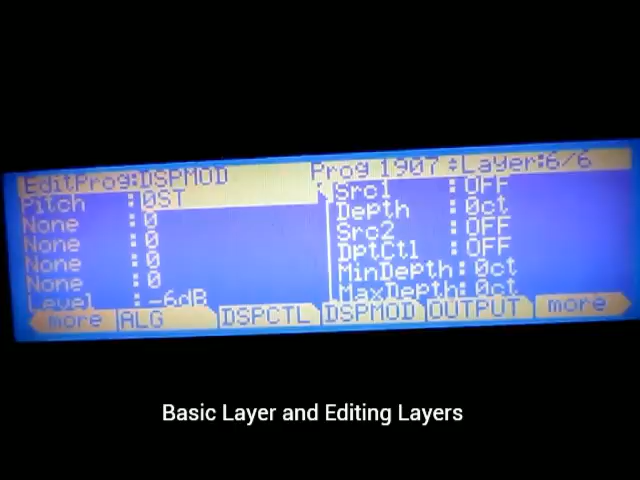 EditProg:DSPMOD Prog 1907 ÷Layer:6/6
Pitch :0ST
None :0
None :0
None :0
None :0
Level :-6dB
Src1 :OFF
Depth :0ct
Src2 :OFF
DptCtl :OFF
MinDepth:0ct
MaxDepth:0ct
more ALG DSPCTL DSPMOD OUTPUT more
Basic Layer and Editing Layers